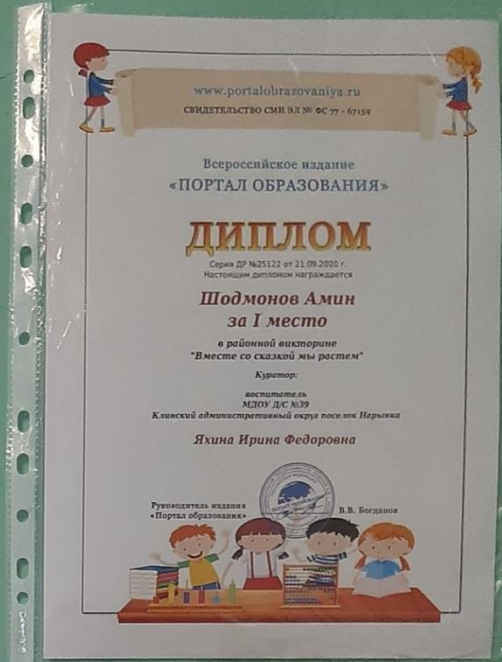 www.portalobrazovaniya.ru
СВИДЕТЕЛЬСТВО СМИ ЭЛ № ФС 77 - 67159
Всероссийское издание
«ПОРТАЛ ОБРАЗОВАНИЯ»
ДИПЛОМ
Серия ДР №25122 от 21.09.2020 г.
Настоящим дипломом награждается
Шодмонов Амин
за I место
в районной викторине
"Вместе со сказкой мы растем"
Куратор:
воспитатель
МДОУ Д/С №39
Клинский административный округ поселок Нарынка
Яхина Ирина Федоровна
Руководитель издания
«Портал образования»
В.В. Богданов